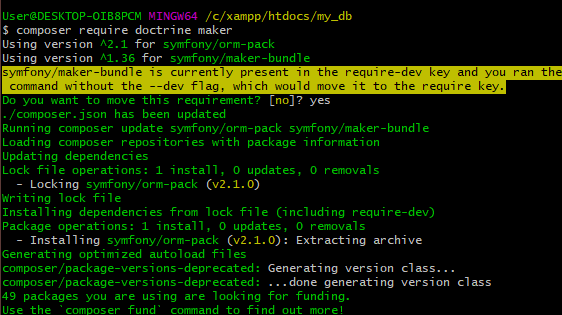 User@DESKTOP-OIB8PCM MINGW64 /c/xampp/htdocs/my_db
$ composer require doctrine maker
Using version ^2.1 for symfony/orm-pack
Using version ^1.36 for symfony/maker-bundle
symfony/maker-bundle is currently present in the require-dev key and you ran the
command without the --dev flag, which would move it to the require key.
Do you want to move this requirement? [no]? yes
./composer.json has been updated
Running composer update symfony/orm-pack symfony/maker-bundle
Loading composer repositories with package information
Updating dependencies
Lock file operations: 1 install, 0 updates, 0 removals
  - Locking symfony/orm-pack (v2.1.0)
Writing lock file
Installing dependencies from lock file (including require-dev)
Package operations: 1 install, 0 updates, 0 removals
  - Installing symfony/orm-pack (v2.1.0): Extracting archive
Generating optimized autoload files
composer/package-versions-deprecated: Generating version class...
composer/package-versions-deprecated: ...done generating version class
49 packages you are using are looking for funding.
Use the `composer fund` command to find out more!